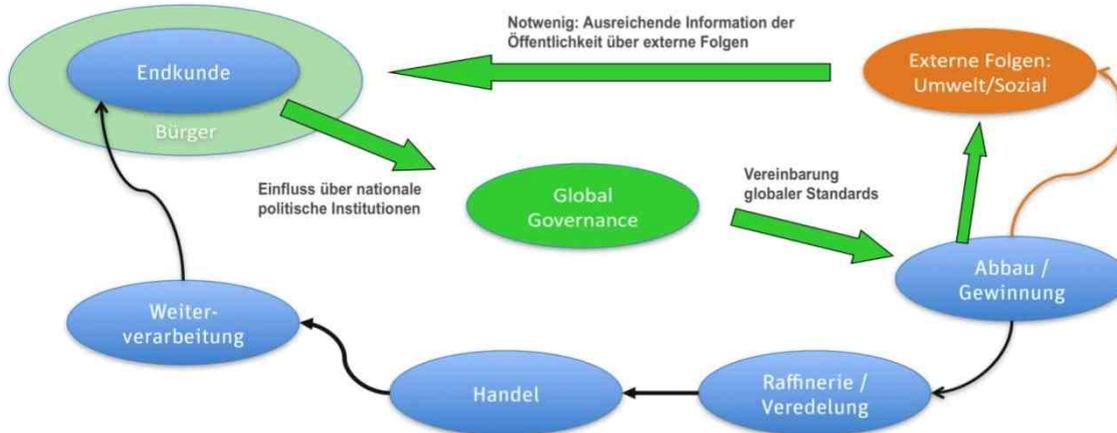 Notwenig: Ausreichende Information der
Öffentlichkeit über externe Folgen
Endkunde
Bürger
Externe Folgen:
Umwelt/Sozial
Einfluss über nationale
politische Institutionen
Global
Governance
Vereinbarung
globaler Standards
Abbau /
Gewinnung
Weiter-
verarbeitung
Handel
Raffinerie /
Veredelung